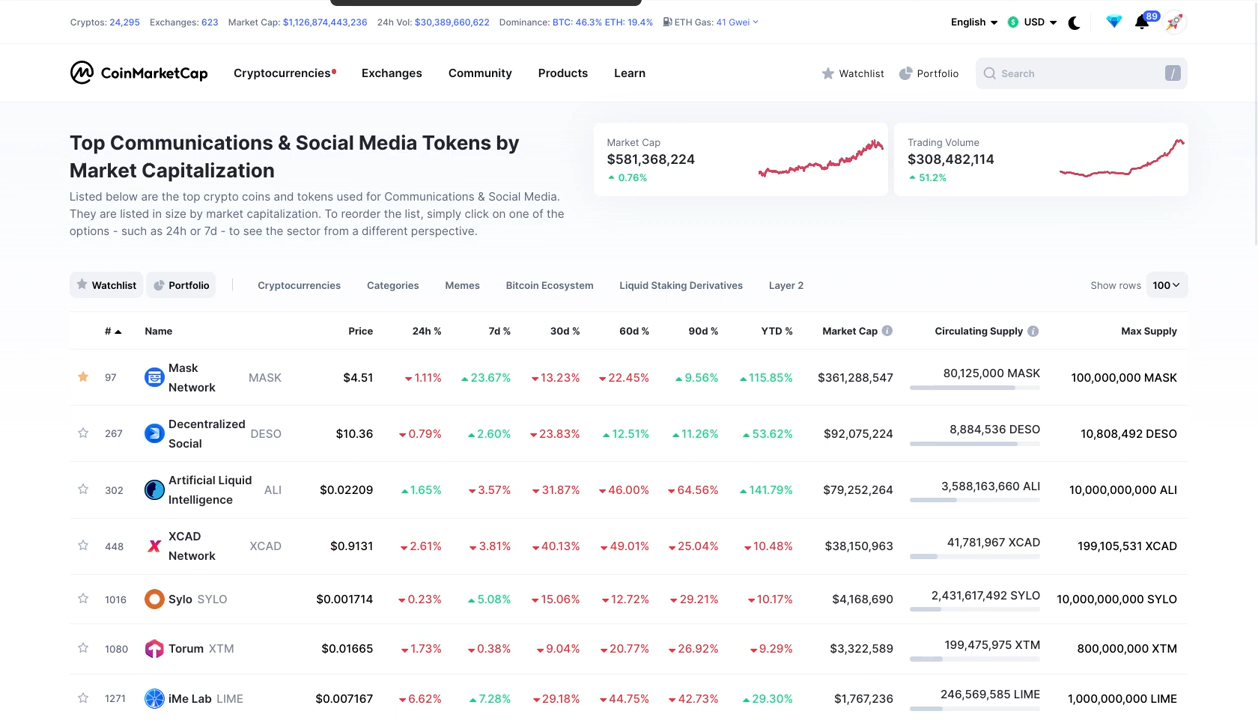 Cryptos: 24,295 Exchanges: 623 Market Cap: $1,126,874,443,236 24h Vol: $30,389,660,622 Dominance: BTC: 46.3% ETH: 19.4% ETH Gas: 41 Gwei
English USD 89
CoinMarketCap Cryptocurrencies Exchanges Community Products Learn Watchlist Portfolio Search /
Top Communications & Social Media Tokens by
Market Capitalization
Listed below are the top crypto coins and tokens used for Communications & Social Media.
They are listed in size by market capitalization. To reorder the list, simply click on one of the
options - such as 24h or 7d - to see the sector from a different perspective.
Market Cap
$581,368,224
0.76%
Trading Volume
$308,482,114
51.2%
Watchlist Portfolio Cryptocurrencies Categories Memes Bitcoin Ecosystem Liquid Staking Derivatives Layer 2 Show rows 100
# Name Price 24h % 7d % 30d % 60d % 90d % YTD % Market Cap Circulating Supply Max Supply
97 Mask Network MASK $4.51 1.11% 23.67% 13.23% 22.45% 9.56% 115.85% $361,288,547 80,125,000 MASK 100,000,000 MASK
267 Decentralized Social DESO $10.36 0.79% 2.60% 23.83% 12.51% 11.26% 53.62% $92,075,224 8,884,536 DESO 10,808,492 DESO
302 Artificial Liquid Intelligence ALI $0.02209 1.65% 3.57% 31.87% 46.00% 64.56% 141.79% $79,252,264 3,588,163,660 ALI 10,000,000,000 ALI
448 XCAD Network XCAD $0.9131 2.61% 3.81% 40.13% 49.01% 25.04% 10.48% $38,150,963 41,781,967 XCAD 199,105,531 XCAD
1016 Sylo SYLO $0.001714 0.23% 5.08% 15.06% 12.72% 29.21% 10.17% $4,168,690 2,431,617,492 SYLO 10,000,000,000 SYLO
1080 Torum XTM $0.01665 1.73% 0.38% 9.04% 20.77% 26.92% 9.29% $3,322,589 199,475,975 XTM 800,000,000 XTM
1271 iMe Lab LIME $0.007167 6.62% 7.28% 29.18% 44.75% 42.73% 29.30% $1,767,236 246,569,585 LIME 1,000,000,000 LIME